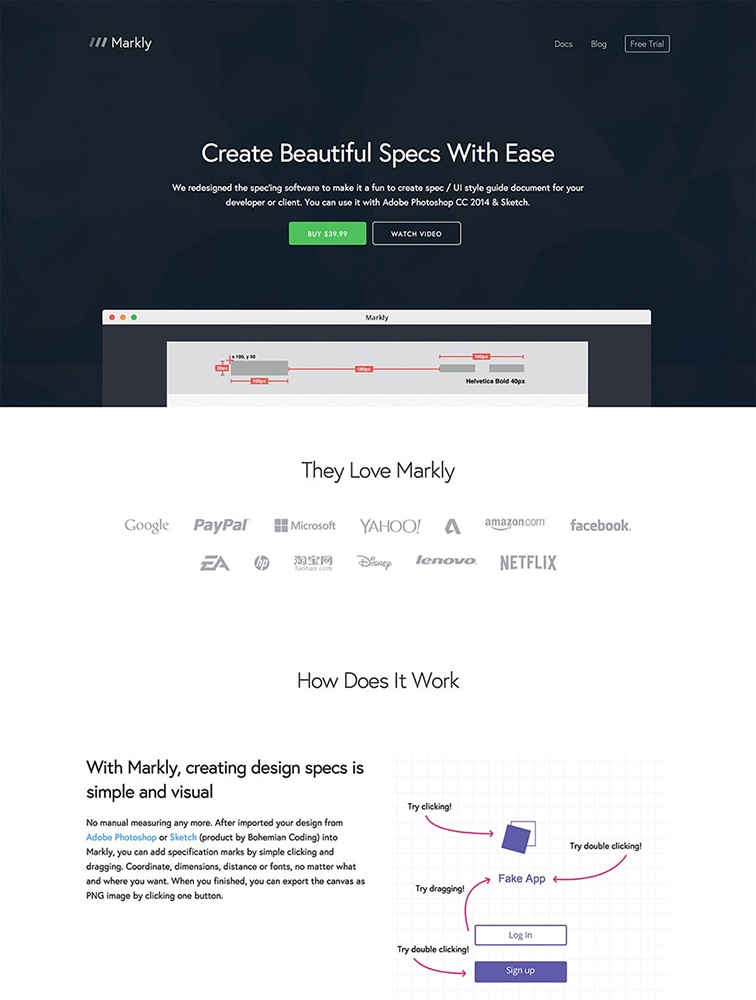 Markly
Docs Blog Free Trial
Create Beautiful Specs With Ease
We redesigned the spec'ing software to make it a fun to create spec / UI style guide document for your
developer or client. You can use it with Adobe Photoshop CC 2014 & Sketch.
BUY $39.99 WATCH VIDEO
Markly
x 100, y 50
30px
100px
180px
160px
Helvetica Bold 40px
They Love Markly
Google PayPal Microsoft YAHOO! amazon.com facebook.
EA hp 淘宝网 Taobao.com Disney lenovo NETFLIX
How Does It Work
With Markly, creating design specs is
simple and visual
No manual measuring any more. After imported your design from
Adobe Photoshop or Sketch (product by Bohemian Coding) into
Markly, you can add specification marks by simple clicking and
dragging. Coordinate, dimensions, distance or fonts, no matter what
and where you want. When you finished, you can export the canvas as
PNG image by clicking one button.
Try clicking!
Try double clicking!
Fake App
Try dragging!
Log In
Try double clicking!
Sign up